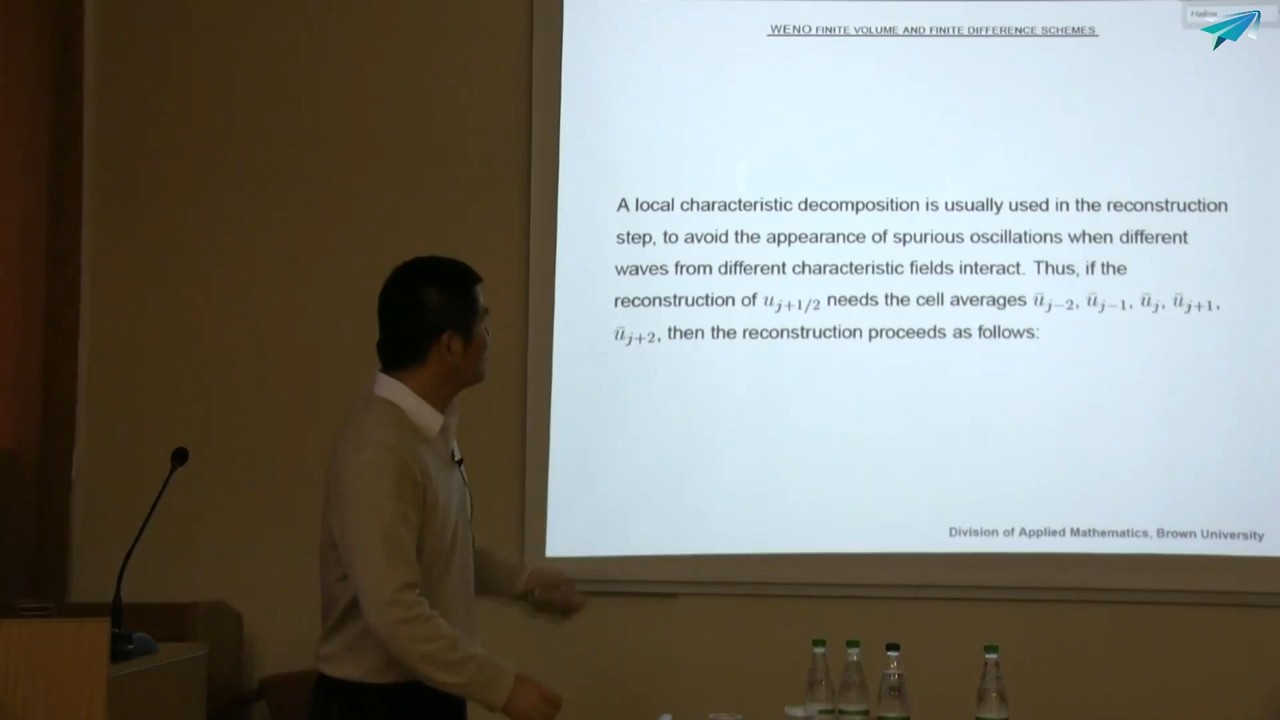 WENO FINITE VOLUME AND FINITE DIFFERENCE SCHEMES
A local characteristic decomposition is usually used in the reconstruction
step, to avoid the appearance of spurious oscillations when different
waves from different characteristic fields interact. Thus, if the
reconstruction of u_{j+1/2} needs the cell averages ū_{j−2}, ū_{j−1}, ū_j, ū_{j+1},
ū_{j+2}, then the reconstruction proceeds as follows:
Division of Applied Mathematics, Brown University